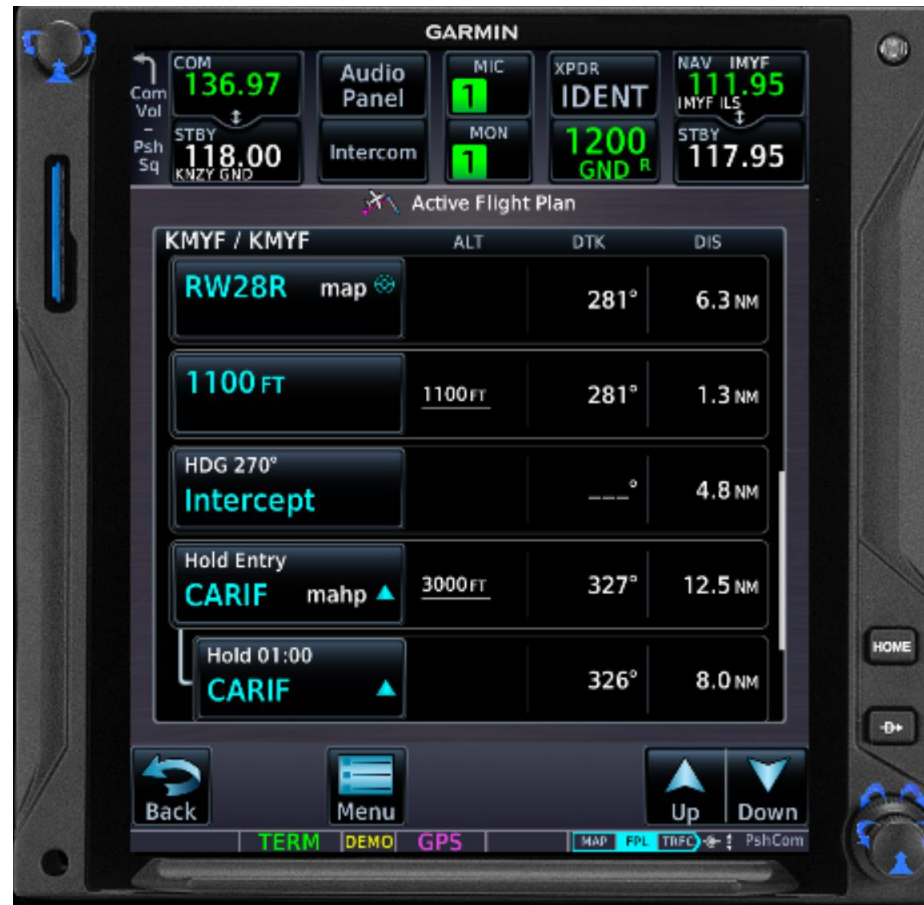 GARMIN
Com Vol – Psh Sq
COM
136.97
STBY
118.00
KNZY GND
Audio Panel
Intercom
MIC
1
MON
1
XPDR
IDENT
1200
GND R
NAV IMYF
111.95
IMYF ILS
STBY
117.95
Active Flight Plan
KMYF / KMYF ALT DTK DIS
RW28R map 281° 6.3 NM
1100 FT 1100 FT 281° 1.3 NM
HDG 270°
Intercept ___° 4.8 NM
Hold Entry
CARIF mahp 3000 FT 327° 12.5 NM
Hold 01:00
CARIF 326° 8.0 NM
HOME
-D→
Back
Menu
Up
Down
TERM DEMO GPS MAP FPL TRFC PshCom